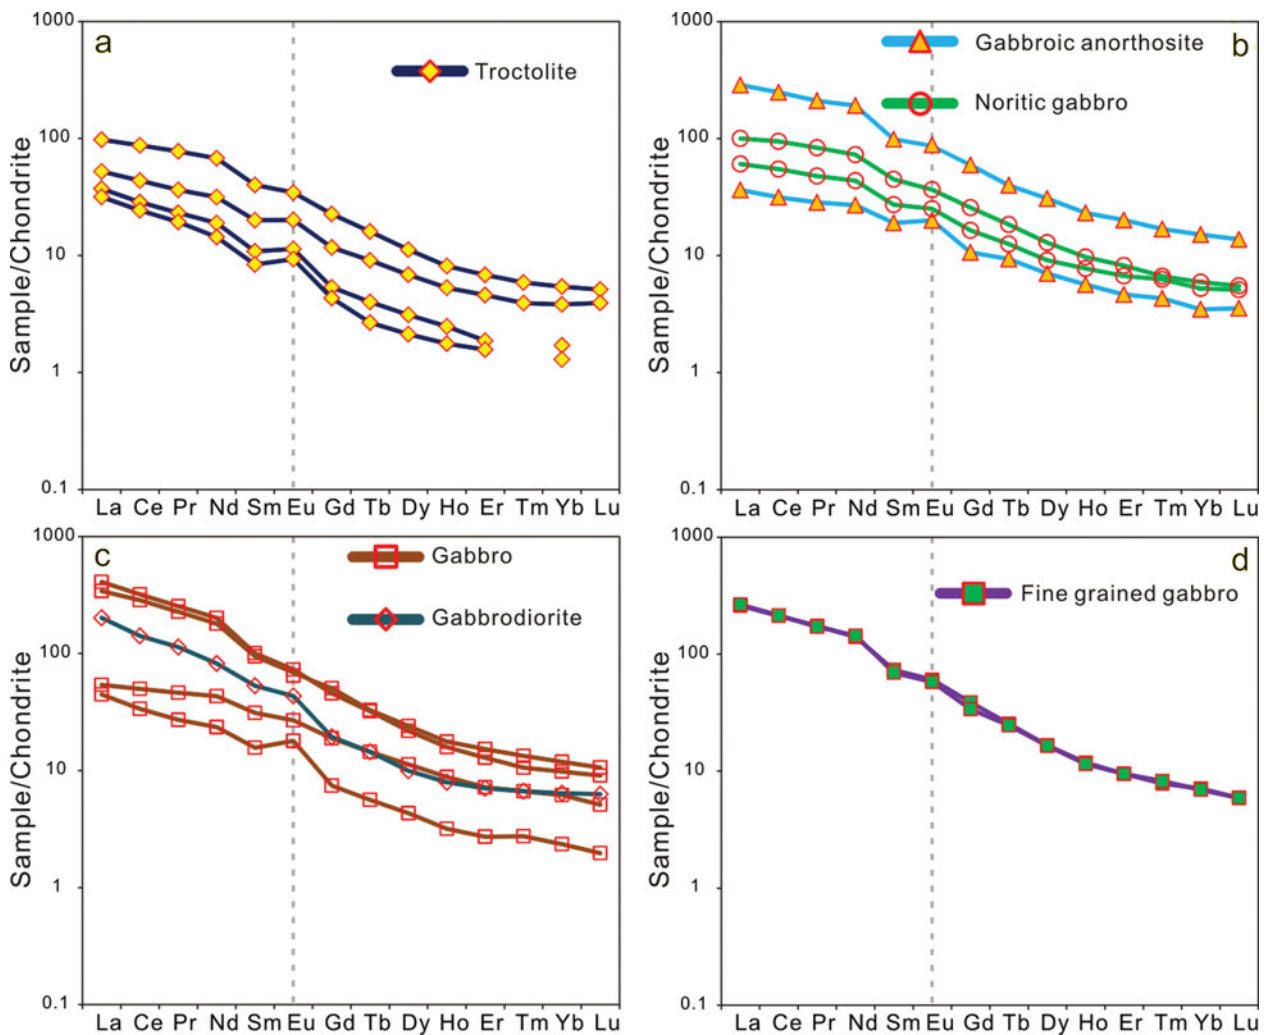 a
Troctolite
1000
100
10
1
0.1
Sample/Chondrite
La Ce Pr Nd Sm Eu Gd Tb Dy Ho Er Tm Yb Lu
b
Gabbroic anorthosite
Noritic gabbro
1000
100
10
1
0.1
Sample/Chondrite
La Ce Pr Nd Sm Eu Gd Tb Dy Ho Er Tm Yb Lu
c
Gabbro
Gabbrodiorite
1000
100
10
1
0.1
Sample/Chondrite
La Ce Pr Nd Sm Eu Gd Tb Dy Ho Er Tm Yb Lu
d
Fine grained gabbro
1000
100
10
1
0.1
Sample/Chondrite
La Ce Pr Nd Sm Eu Gd Tb Dy Ho Er Tm Yb Lu